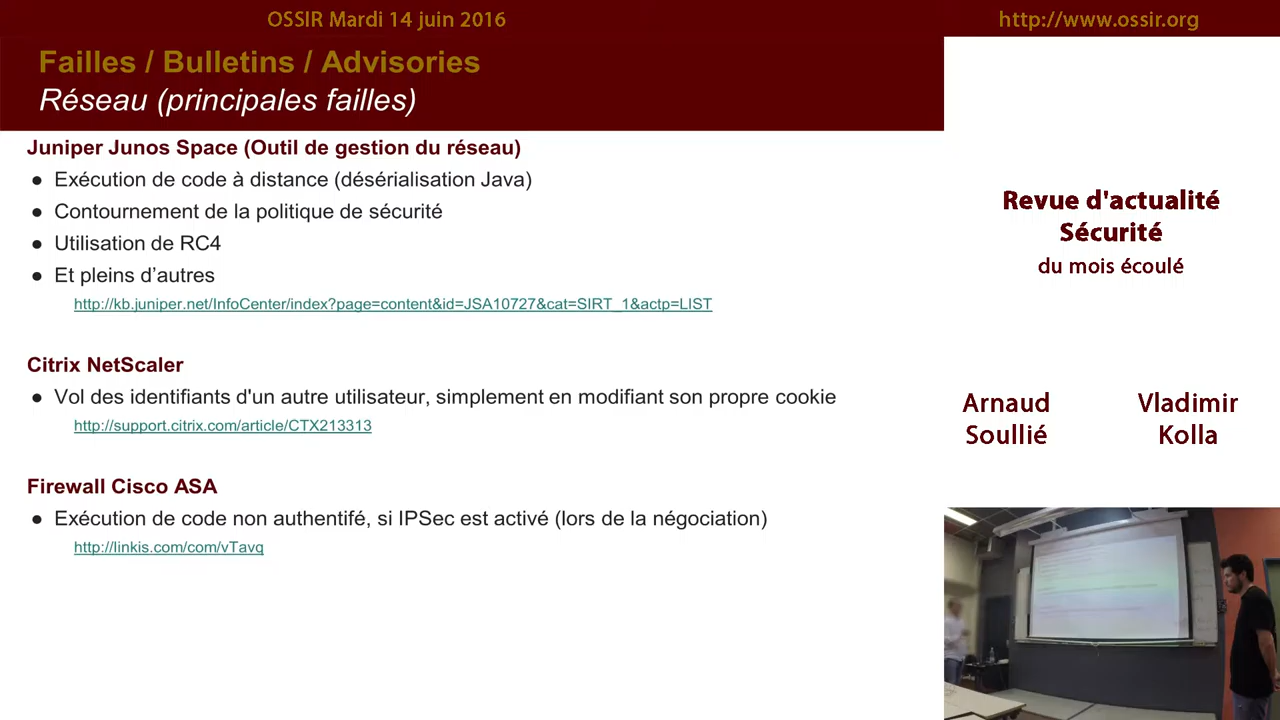 OSSIR Mardi 14 juin 2016
http://www.ossir.org
Failles / Bulletins / Advisories
Réseau (principales failles)
Juniper Junos Space (Outil de gestion du réseau)
● Exécution de code à distance (désérialisation Java)
● Contournement de la politique de sécurité
● Utilisation de RC4
● Et pleins d'autres
http://kb.juniper.net/InfoCenter/index?page=content&id=JSA10727&cat=SIRT_1&actp=LIST
Citrix NetScaler
● Vol des identifiants d'un autre utilisateur, simplement en modifiant son propre cookie
http://support.citrix.com/article/CTX213313
Firewall Cisco ASA
● Exécution de code non authentifé, si IPSec est activé (lors de la négociation)
http://linkis.com/com/vTavq
Revue d'actualité
Sécurité
du mois écoulé
Arnaud
Soullié
Vladimir
Kolla